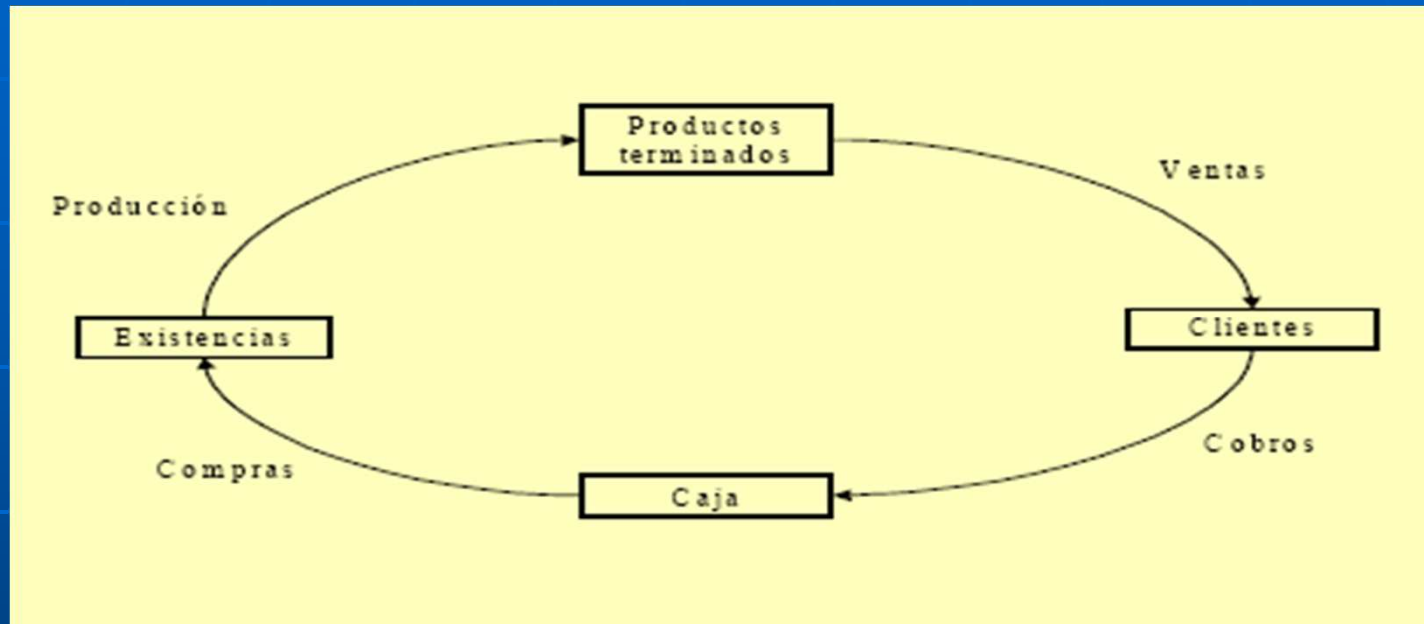 Productos
terminados
Ventas
Producción
Existencias
Clientes
Cobros
Compras
Caja